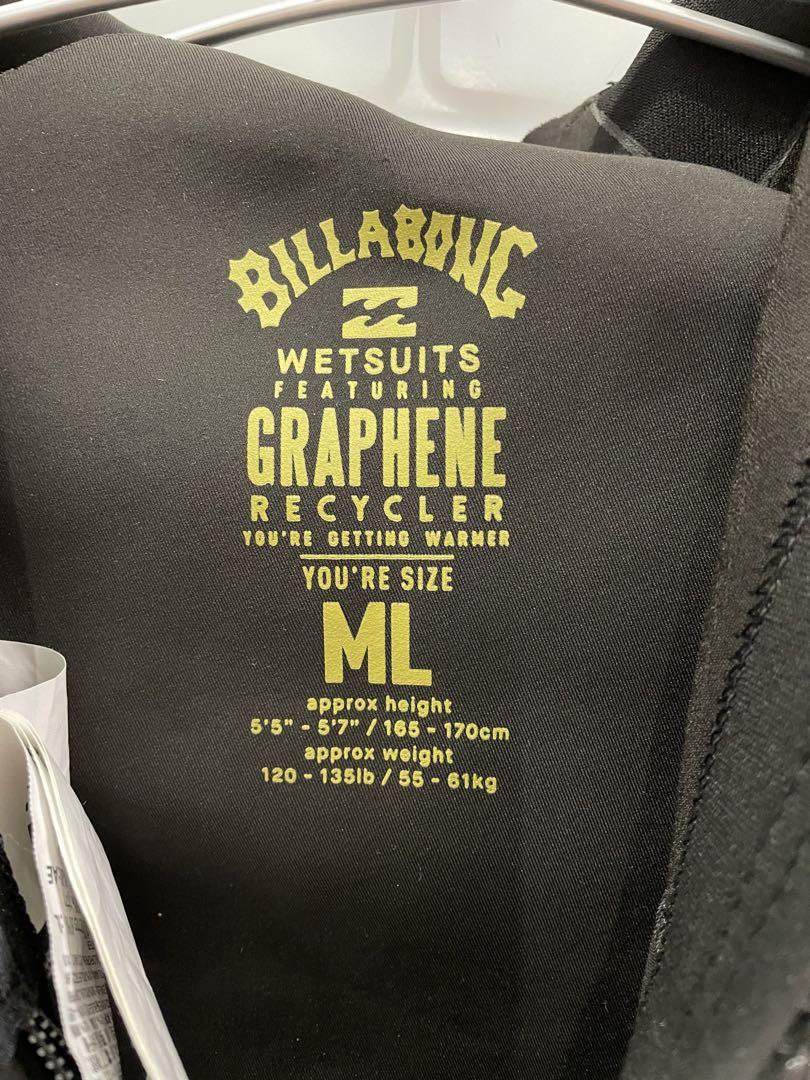 BILLABONG
WETSUITS
FEATURING
GRAPHENE
RECYCLER
YOU'RE GETTING WARMER
YOU'RE SIZE
ML
approx height
5'5" - 5'7" / 165 - 170cm
approx weight
120 - 135lb / 55 - 61kg